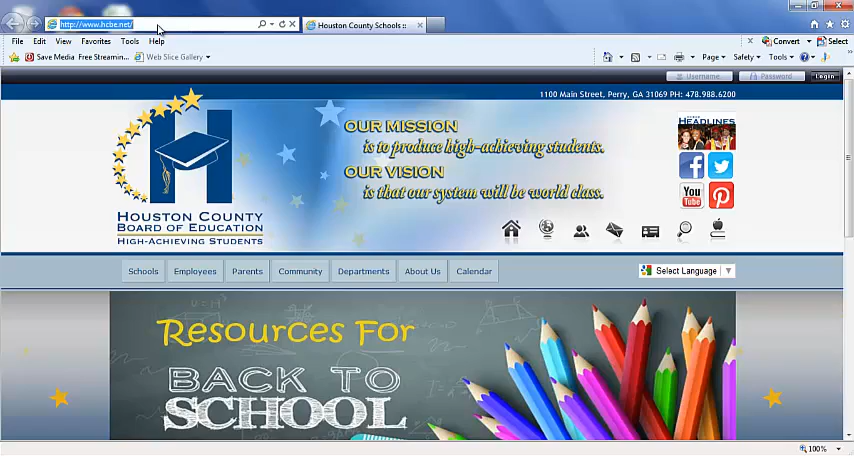 http://www.hcbe.net/
Houston County Schools ::
File Edit View Favorites Tools Help
Convert Select
Save Media Free Streamin... Web Slice Gallery
Page Safety Tools
Username Password Login
1100 Main Street, Perry, GA 31069 PH: 478.988.6200
OUR MISSION
is to produce high-achieving students.
OUR VISION
is that our system will be world class.
HEADLINES
You
Tube
H
HOUSTON COUNTY
BOARD OF EDUCATION
HIGH-ACHIEVING STUDENTS
Schools Employees Parents Community Departments About Us Calendar
Select Language
RESOURCES FOR
BACK TO
SCHOOL
100%